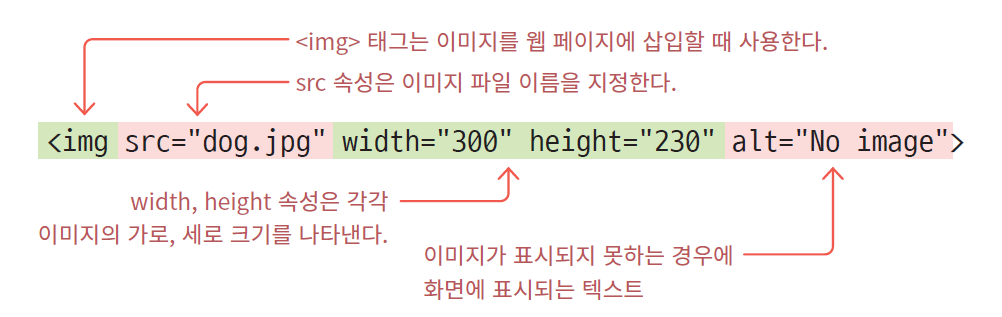 <img> 태그는 이미지를 웹 페이지에 삽입할 때 사용한다.
src 속성은 이미지 파일 이름을 지정한다.
<img src="dog.jpg" width="300" height="230" alt="No image">
width, height 속성은 각각
이미지의 가로, 세로 크기를 나타낸다.
이미지가 표시되지 못하는 경우에
화면에 표시되는 텍스트